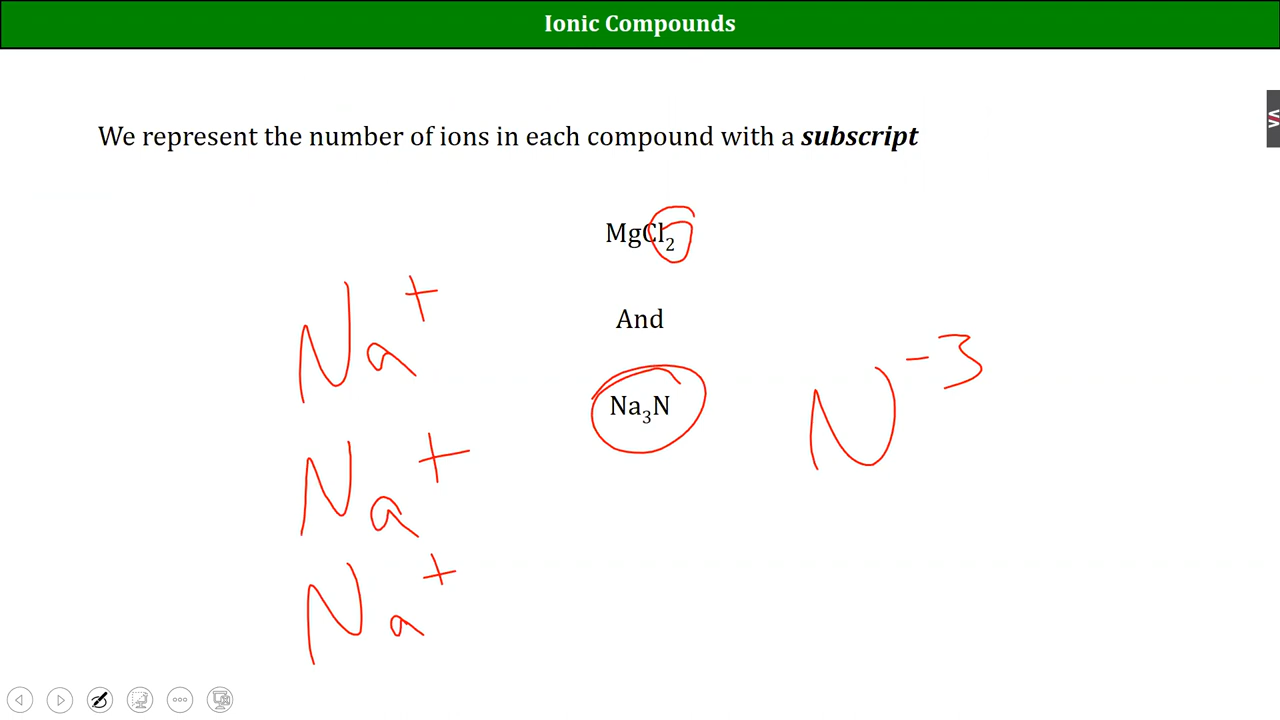 Ionic Compounds
We represent the number of ions in each compound with a subscript
MgCl₂
And
Na₃N
Na⁺
Na⁺
Na⁺
N⁻³